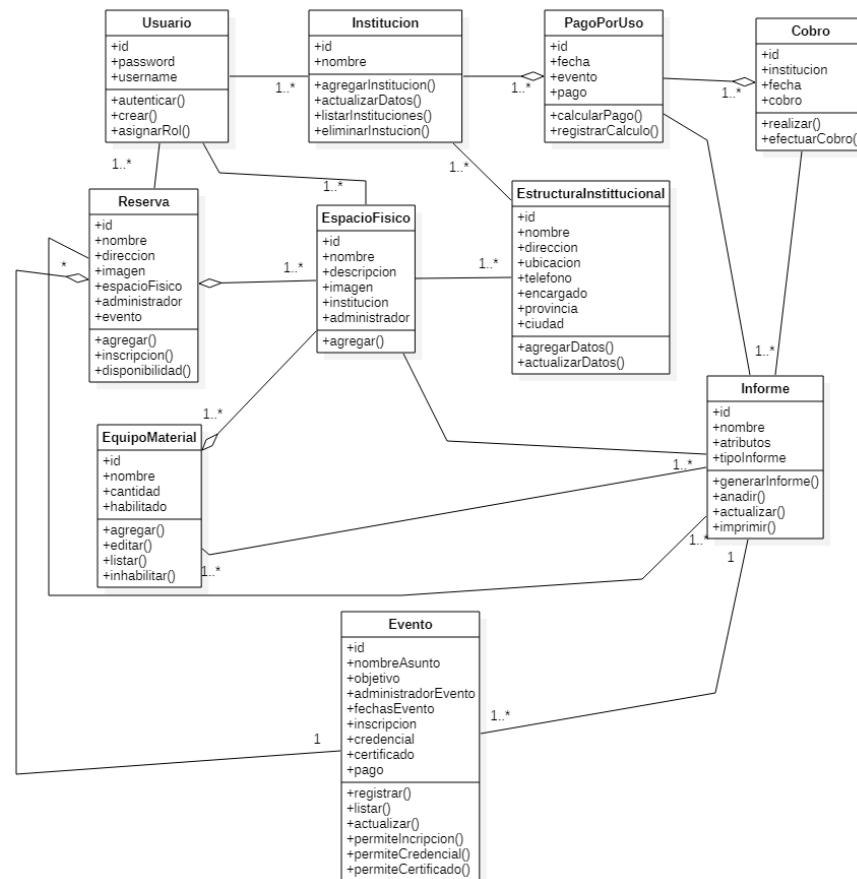 Usuario
+id
+password
+username
+autenticar()
+crear()
+asignarRol()
Institucion
+id
+nombre
+agregarInstitucion()
+actualizarDatos()
+listarInstituciones()
+eliminarInstucion()
PagoPorUso
+id
+fecha
+evento
+pago
+calcularPago()
+registrarCalculo()
Cobro
+id
+institucion
+fecha
+cobro
+realizar()
+efectuarCobro()
1..*
1..*
1..*
1..*
1..*
1..*
Reserva
+id
+nombre
+direccion
+imagen
+espacioFisico
+administrador
+evento
+agregar()
+inscripcion()
+disponibilidad()
*
1..*
EspacioFisico
+id
+nombre
+descripcion
+imagen
+institucion
+administrador
+agregar()
1..*
EstructuraInstittucional
+id
+nombre
+direccion
+ubicacion
+telefono
+encargado
+provincia
+ciudad
+agregarDatos()
+actualizarDatos()
1..*
Informe
+id
+nombre
+atributos
+tipoInforme
+generarInforme()
+anadir()
+actualizar()
+imprimir()
1..*
1..*
1
1..*
EquipoMaterial
+id
+nombre
+cantidad
+habilitado
+agregar()
+editar()
+listar()
+inhabilitar()
1..*
Evento
+id
+nombreAsunto
+objetivo
+administradorEvento
+fechasEvento
+inscripcion
+credencial
+certificado
+pago
+registrar()
+listar()
+actualizar()
+permiteIncripcion()
+permiteCredencial()
+permiteCertificado()
1
1..*